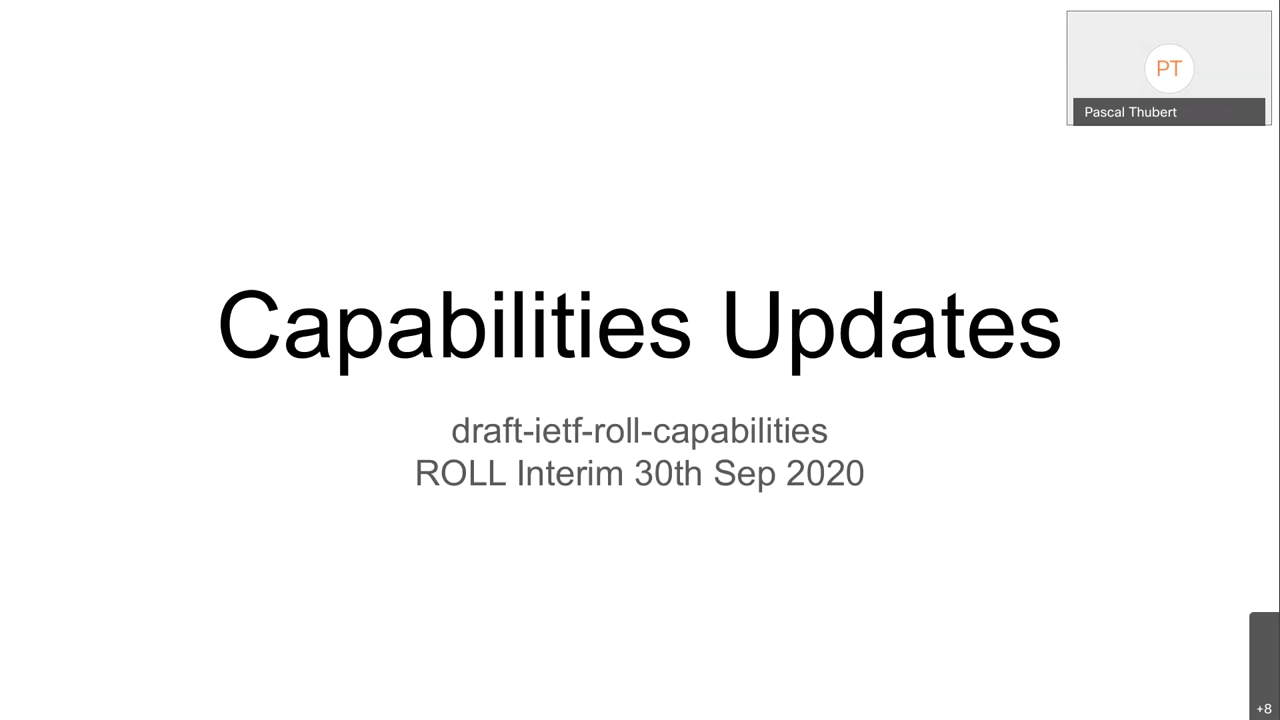 PT
Pascal Thubert
Capabilities Updates
draft-ietf-roll-capabilities
ROLL Interim 30th Sep 2020
+8